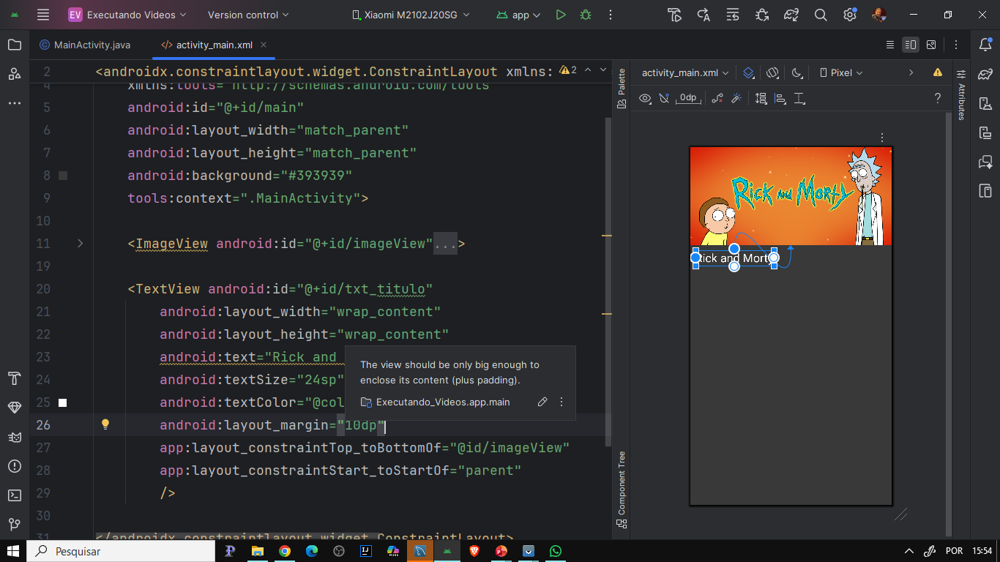 EV Executando Videos Version control Xiaomi M2102J20SG app
MainActivity.java activity_main.xml
2 <androidx.constraintlayout.widget.ConstraintLayout xmlns: 2
4 xmlns:tools="http://schemas.android.com/tools"
5 android:id="@+id/main"
6 android:layout_width="match_parent"
7 android:layout_height="match_parent"
8 android:background="#393939"
9 tools:context=".MainActivity">
10
11 <ImageView android:id="@+id/imageView"...>
19
20 <TextView android:id="@+id/txt_titulo"
21 android:layout_width="wrap_content"
22 android:layout_height="wrap_content"
23 android:text="Rick and
24 android:textSize="24sp"
25 android:textColor="@col
26 android:layout_margin="10dp"
27 app:layout_constraintTop_toBottomOf="@id/imageView"
28 app:layout_constraintStart_toStartOf="parent"
29 />
30
31 </androidx.constraintlayout.widget.ConstraintLayout>
The view should be only big enough to
enclose its content (plus padding).
Executando_Videos.app.main
Palette
Component Tree
activity_main.xml Pixel
0dp ?
Attributes
RICK AND MORTY
Rick and Morty
Pesquisar
POR 15:54